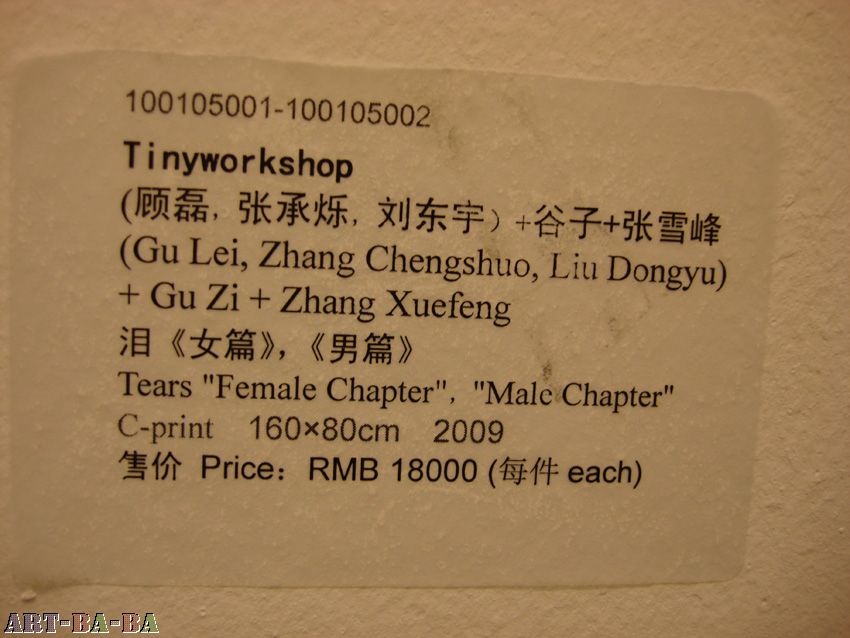 100105001-100105002
Tinyworkshop
(顾磊, 张承烁, 刘东宇) +谷子+张雪峰
(Gu Lei, Zhang Chengshuo, Liu Dongyu)
+ Gu Zi + Zhang Xuefeng
泪《女篇》,《男篇》
Tears "Female Chapter", "Male Chapter"
C-print 160×80cm 2009
售价 Price: RMB 18000 (每件 each)
ART-BA-BA